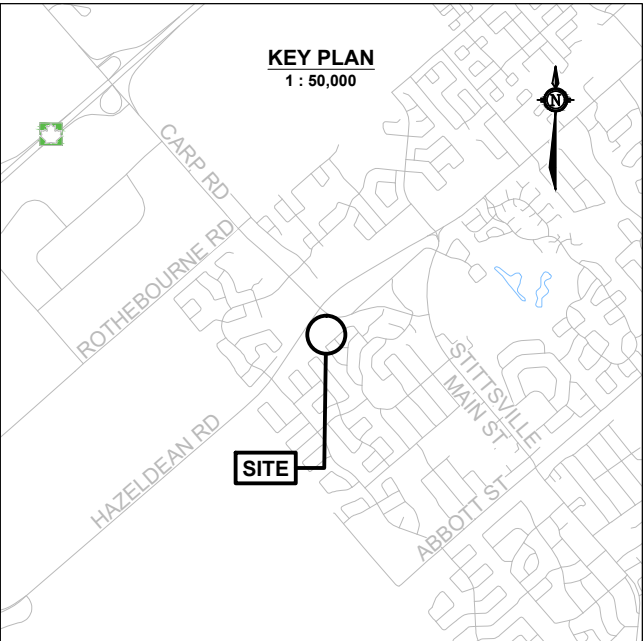 KEY PLAN
1 : 50,000
N
CARP RD
ROTHEBOURNE RD
STITTSVILLE
MAIN ST
HAZELDEAN RD
SITE
ABBOTT ST